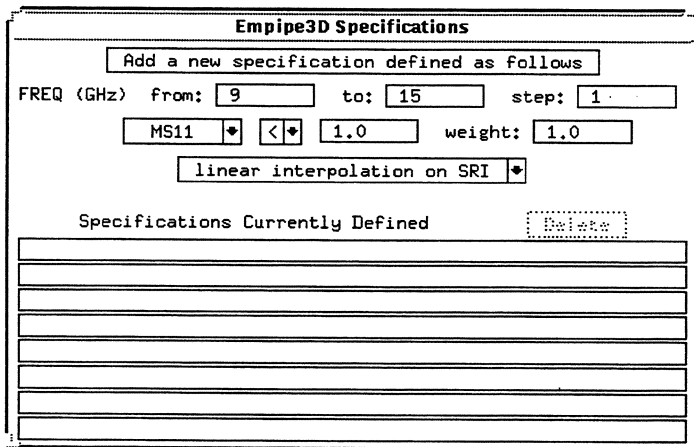 Empipe3D Specifications
Add a new specification defined as follows
FREQ (GHz) from: 9 to: 15 step: 1
MS11 < 1.0 weight: 1.0
linear interpolation on SRI
Specifications Currently Defined Delete